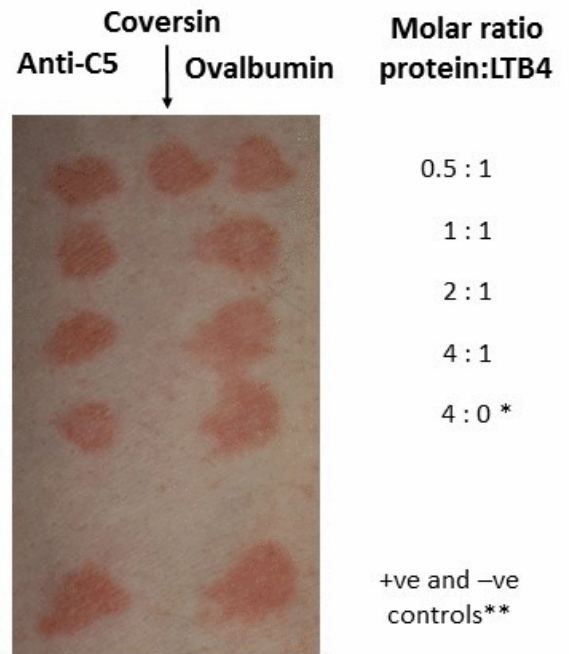 Coversin
Anti-C5
Ovalbumin
Molar ratio
protein:LTB4
0.5 : 1
1 : 1
2 : 1
4 : 1
4 : 0 *
+ve and –ve
controls**